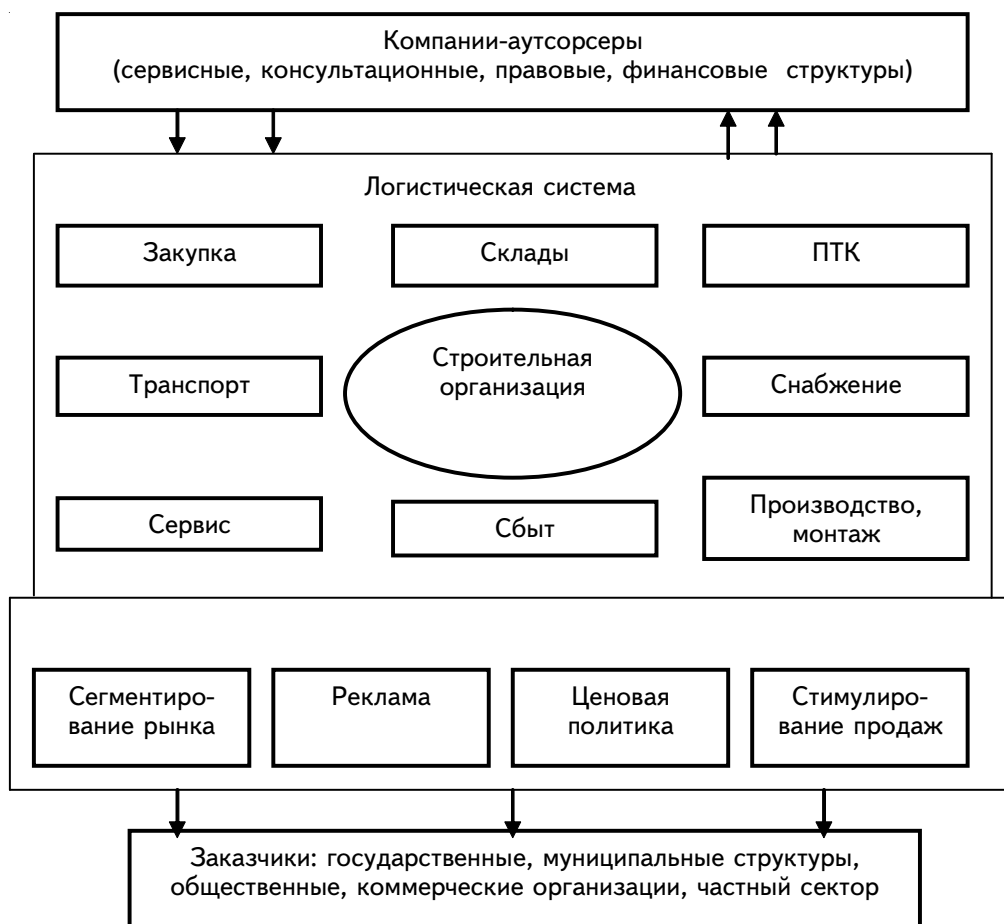 Компании-аутсорсеры
(сервисные, консультационные, правовые, финансовые структуры)
Логистическая система
Закупка
Склады
ПТК
Транспорт
Строительная
организация
Снабжение
Сервис
Сбыт
Производство,
монтаж
Сегментиро-
вание рынка
Реклама
Ценовая
политика
Стимулиро-
вание продаж
Заказчики: государственные, муниципальные структуры,
общественные, коммерческие организации, частный сектор